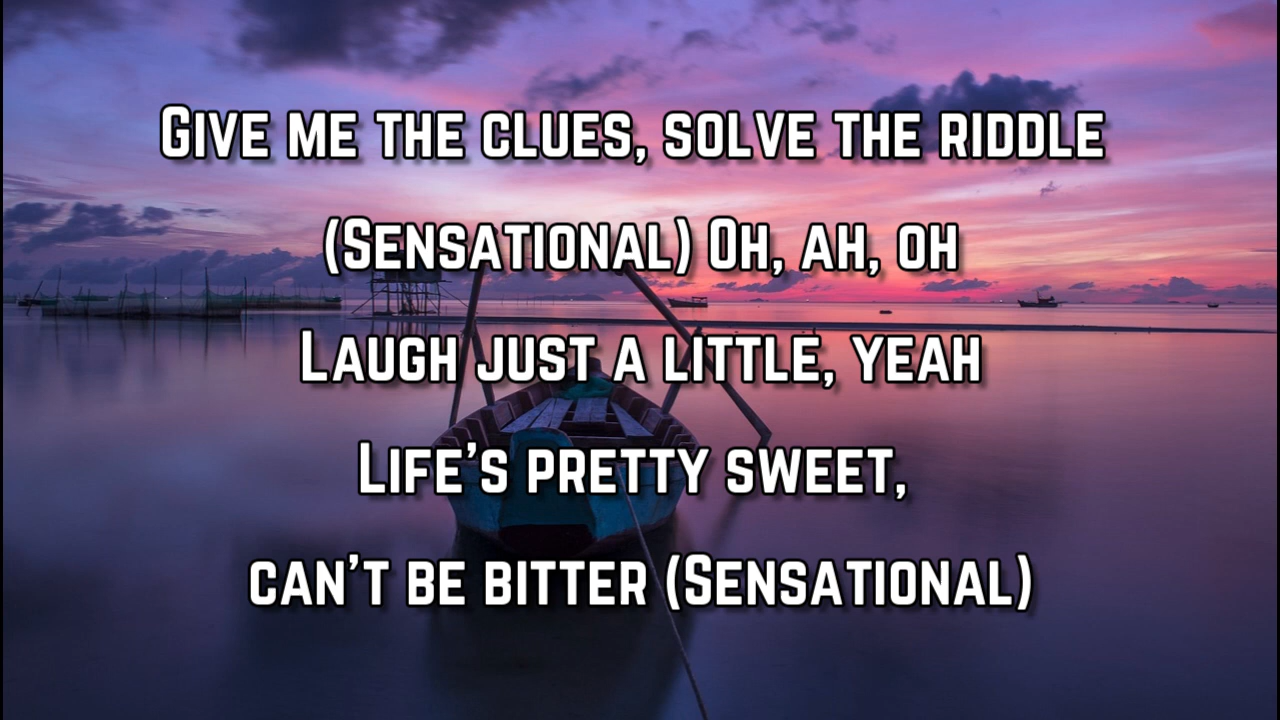 Give me the clues, solve the riddle
(Sensational) Oh, ah, oh
Laugh just a little, yeah
Life's pretty sweet,
can't be bitter (Sensational)